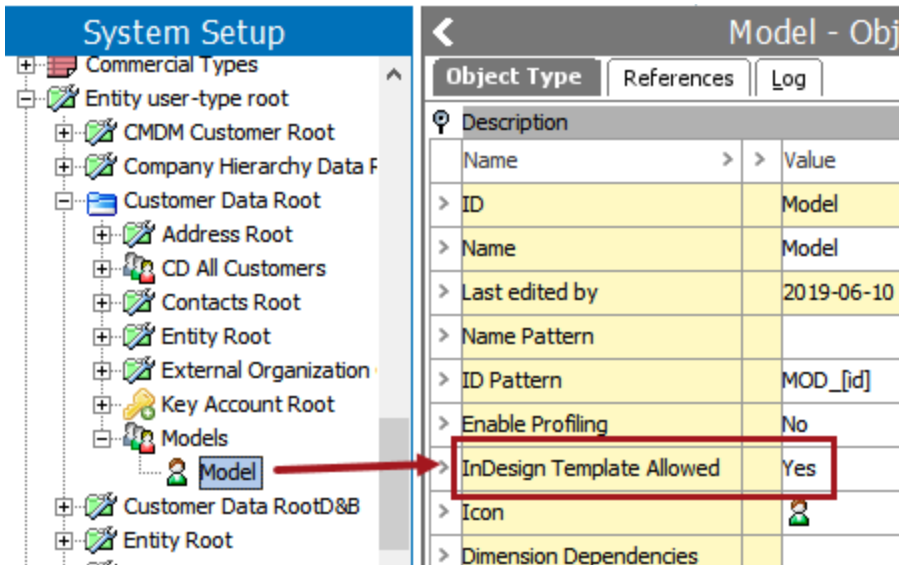 System Setup
Commercial Types
Entity user-type root
CMDM Customer Root
Company Hierarchy Data
Customer Data Root
Address Root
CD All Customers
Contacts Root
Entity Root
External Organization
Key Account Root
Models
Model
Customer Data RootD&B
Entity Root
Model - Obj
Object Type References Log
Description
Name > > Value
> ID Model
> Name Model
> Last edited by 2019-06-10
> Name Pattern
> ID Pattern MOD_[id]
> Enable Profiling No
> InDesign Template Allowed Yes
> Icon
> Dimension Dependencies